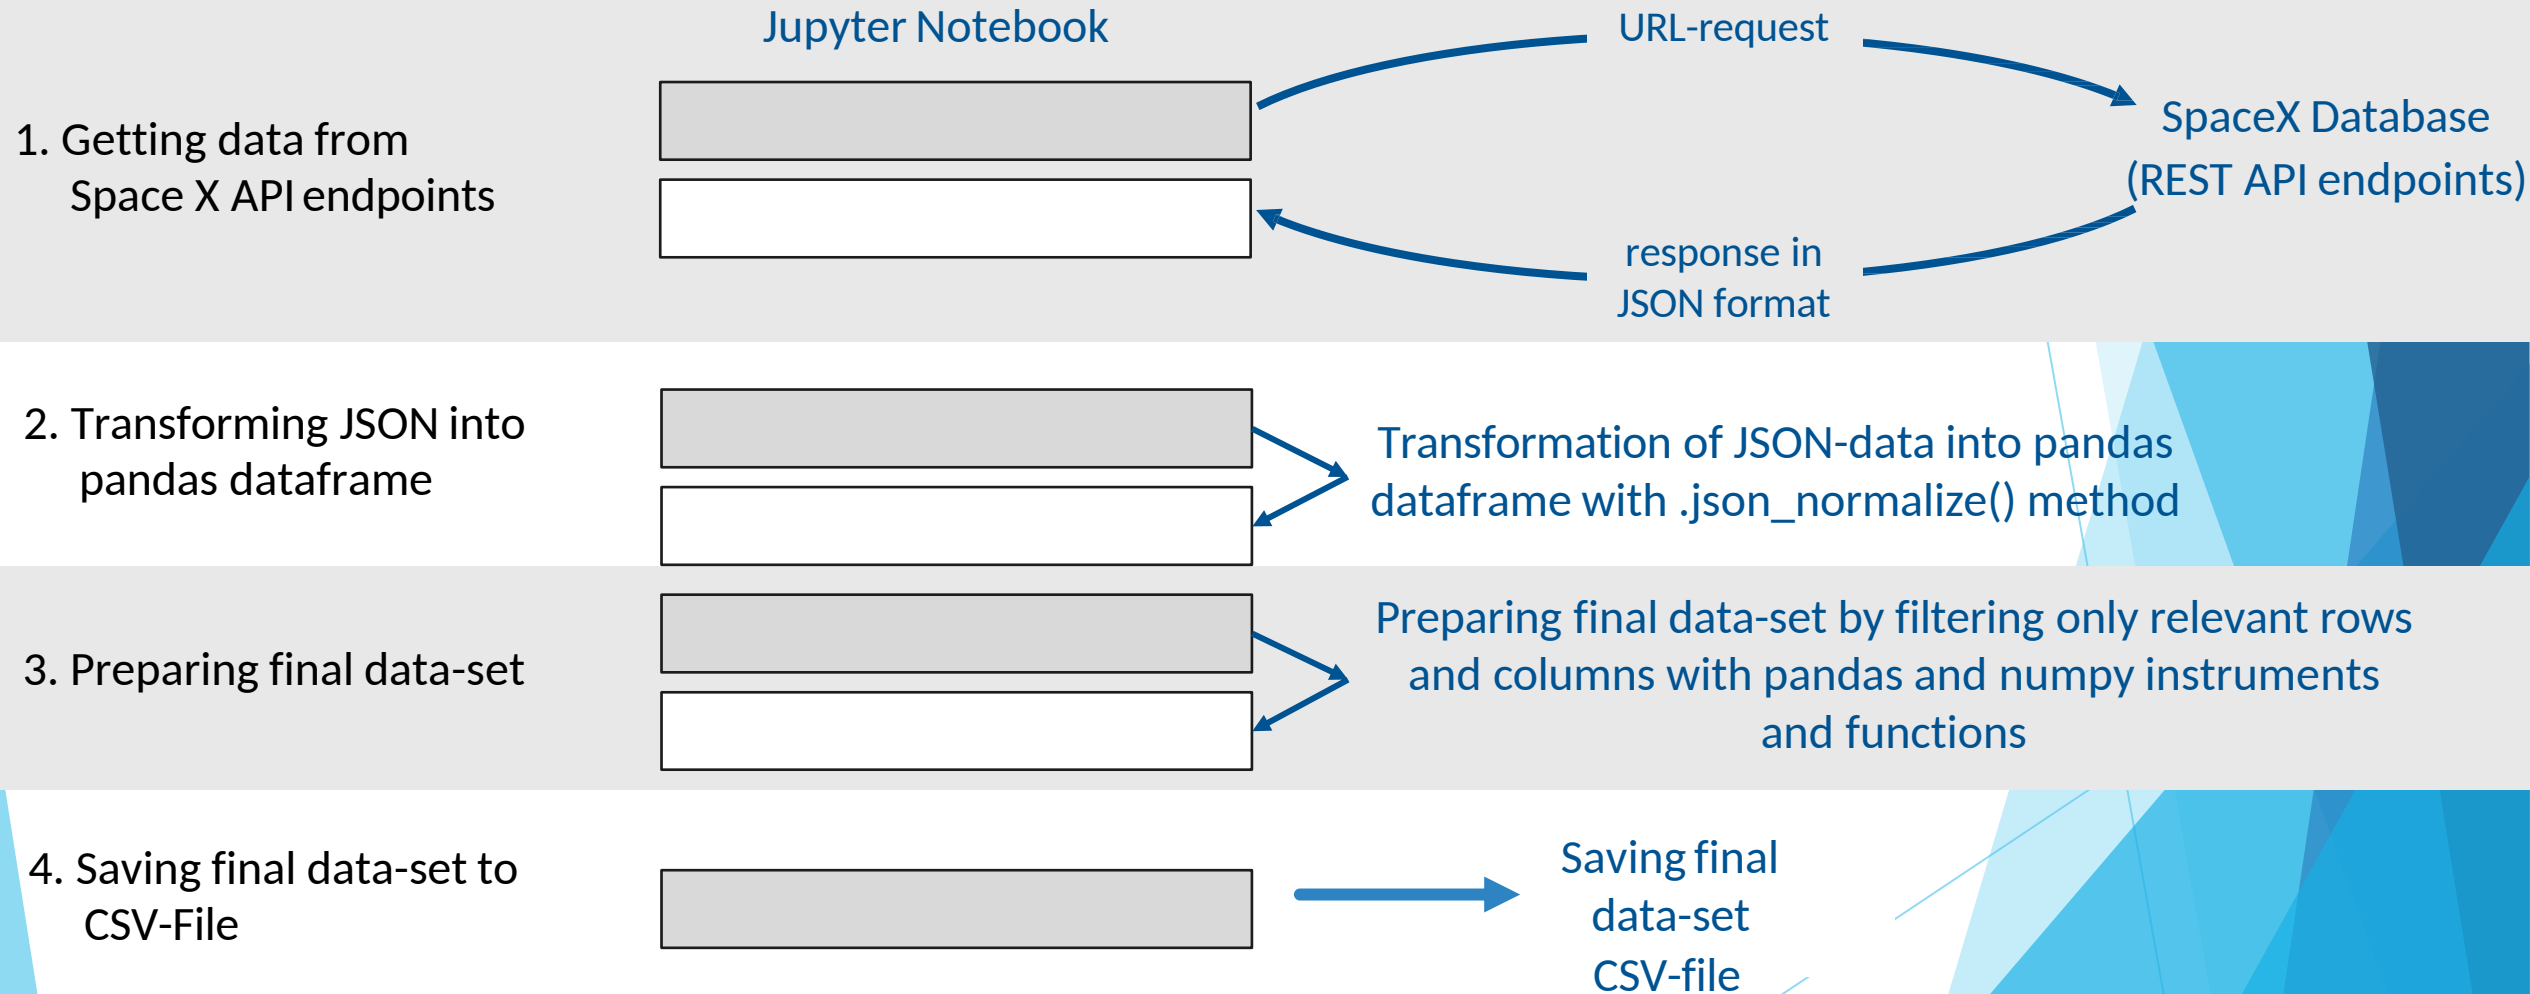 Jupyter Notebook
URL-request
1. Getting data from
Space X API endpoints
SpaceX Database
(REST API endpoints)
response in
JSON format
2. Transforming JSON into
pandas dataframe
Transformation of JSON-data into pandas
dataframe with .json_normalize() method
3. Preparing final data-set
Preparing final data-set by filtering only relevant rows
and columns with pandas and numpy instruments
and functions
4. Saving final data-set to
CSV-File
Saving final
data-set
CSV-file